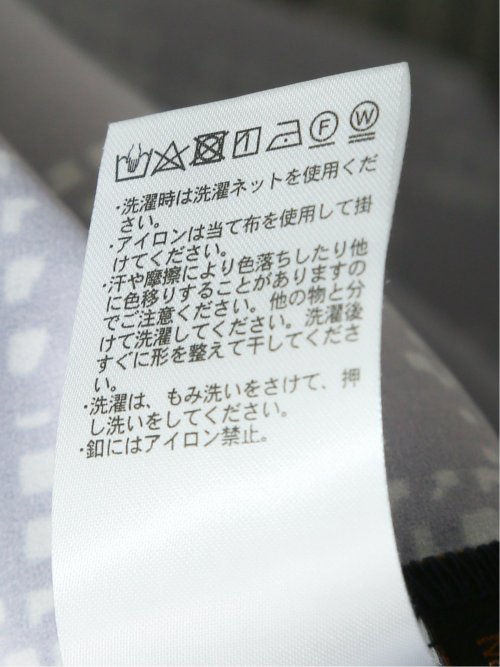 F W
・洗濯時は洗濯ネットを使用くだ
さい。
・アイロンは当て布を使用して掛
けてください。
・汗や摩擦により色落ちしたり他
に色移りすることがありますの
でご注意ください。他の物と分
けて洗濯してください。洗濯後
すぐに形を整えて干してくださ
い。
・洗濯は、もみ洗いをさけて、押
し洗いをしてください。
・釦にはアイロン禁止。